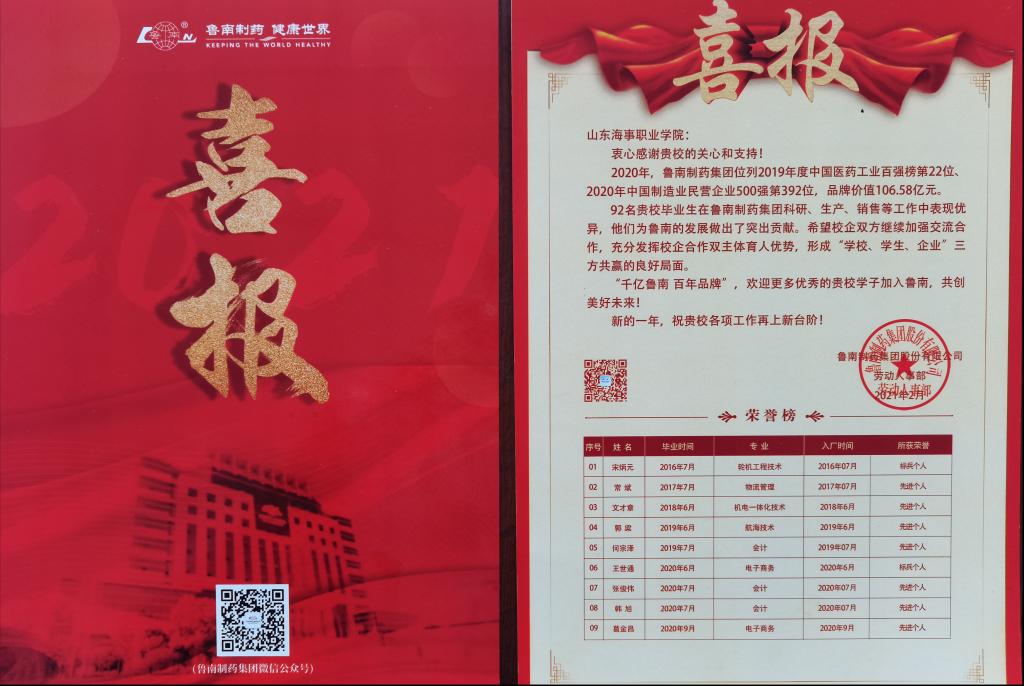 鲁南制药 健康世界
KEEPING THE WORLD HEALTHY
LN
2021
喜
报
(鲁南制药集团微信公众号)
喜报
山东海事职业学院：
衷心感谢贵校的关心和支持！
2020年，鲁南制药集团位列2019年度中国医药工业百强榜第22位、
2020年中国制造业民营企业500强第392位，品牌价值106.58亿元。
92名贵校毕业生在鲁南制药集团科研、生产、销售等工作中表现优
异，他们为鲁南的发展做出了突出贡献。希望校企双方继续加强交流合
作，充分发挥校企合作双主体育人优势，形成“学校、学生、企业”三
方共赢的良好局面。
“千亿鲁南 百年品牌”，欢迎更多优秀的贵校学子加入鲁南，共创
美好未来！
新的一年，祝贵校各项工作再上新台阶！
鲁南制药集团股份有限公司
劳动人事部
2021年2月
鲁南制药集团股份有限公司
劳动人事部
荣誉榜
序号 姓 名 毕业时间 专 业 入厂时间 所获荣誉
01 宋炳元 2016年7月 轮机工程技术 2016年07月 标兵个人
02 常 斌 2017年7月 物流管理 2017年07月 先进个人
03 文才章 2018年6月 机电一体化技术 2018年6月 先进个人
04 郭 梁 2019年6月 航海技术 2019年6月 先进个人
05 何宗泽 2019年7月 会计 2019年07月 先进个人
06 王世通 2020年6月 电子商务 2020年6月 标兵个人
07 张俊伟 2020年7月 会计 2020年07月 先进个人
08 韩 旭 2020年7月 会计 2020年07月 先进个人
09 葛金昌 2020年9月 电子商务 2020年9月 先进个人